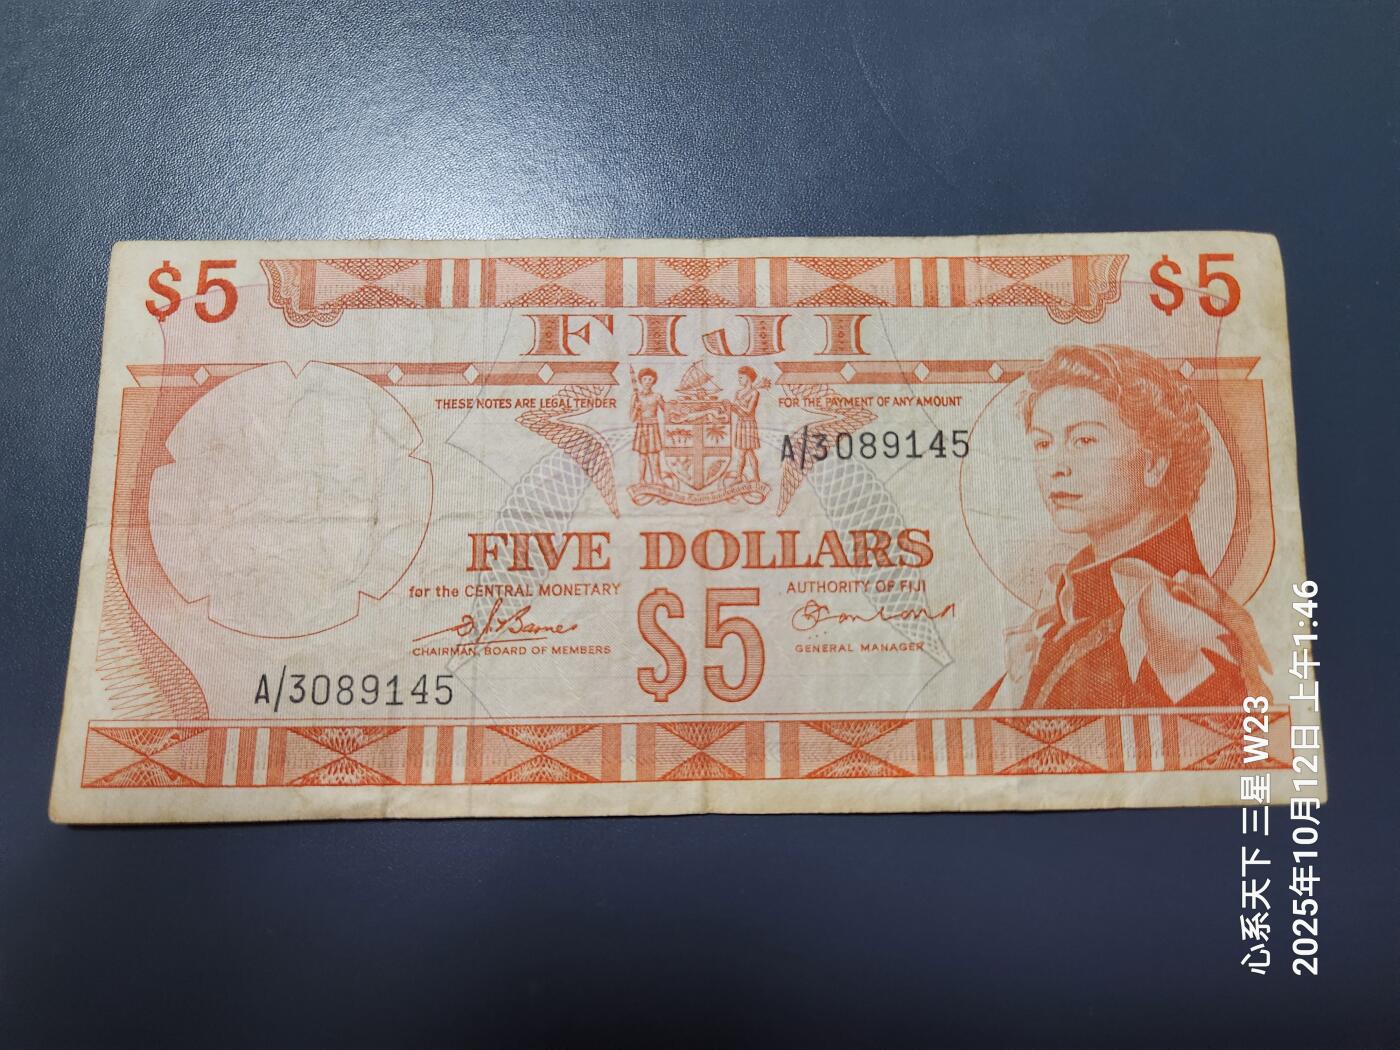 $5
$5
FIJI
THESE NOTES ARE LEGAL TENDER
FOR THE PAYMENT OF ANY AMOUNT
A/3089145
FIVE DOLLARS
for the CENTRAL MONETARY
AUTHORITY OF FIJI
$5
CHAIRMAN, BOARD OF MEMBERS
GENERAL MANAGER
A/3089145
心系天下 三星 W23
2025年10月12日 上午1:46